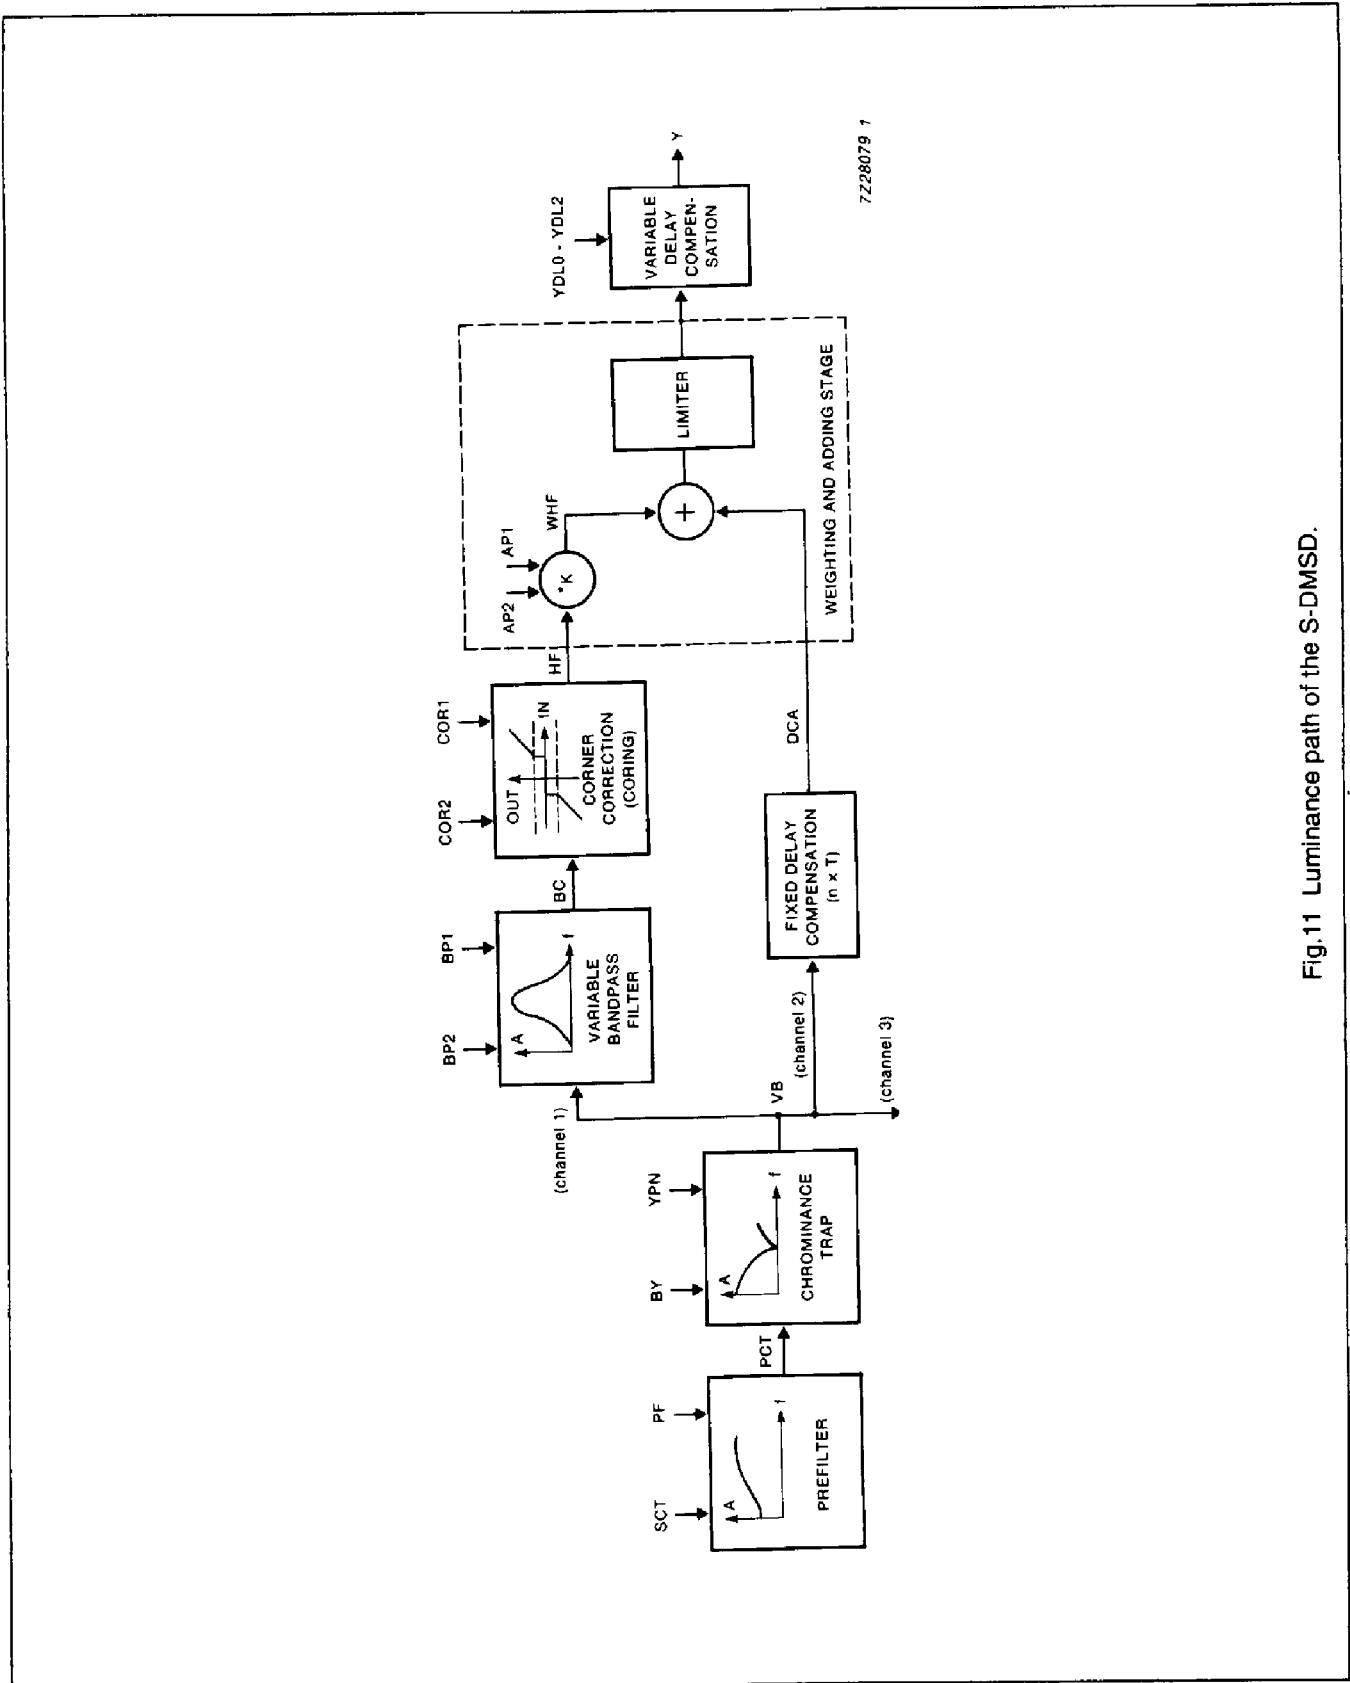 SCT
PF
A
f
PREFILTER
PCT
BY
YPN
A
f
CHROMINANCE
TRAP
VB
(channel 1)
(channel 2)
(channel 3)
BP2
BP1
A
f
VARIABLE
BANDPASS
FILTER
BC
COR2
COR1
OUT
IN
CORNER
CORRECTION
(CORING)
HF
FIXED DELAY
COMPENSATION
(n x T)
DCA
AP2
AP1
*K
WHF
+
LIMITER
WEIGHTING AND ADDING STAGE
YDL0 - YDL2
VARIABLE
DELAY
COMPEN-
SATION
Y
7Z28079 1
Fig.11 Luminance path of the S-DMSD.